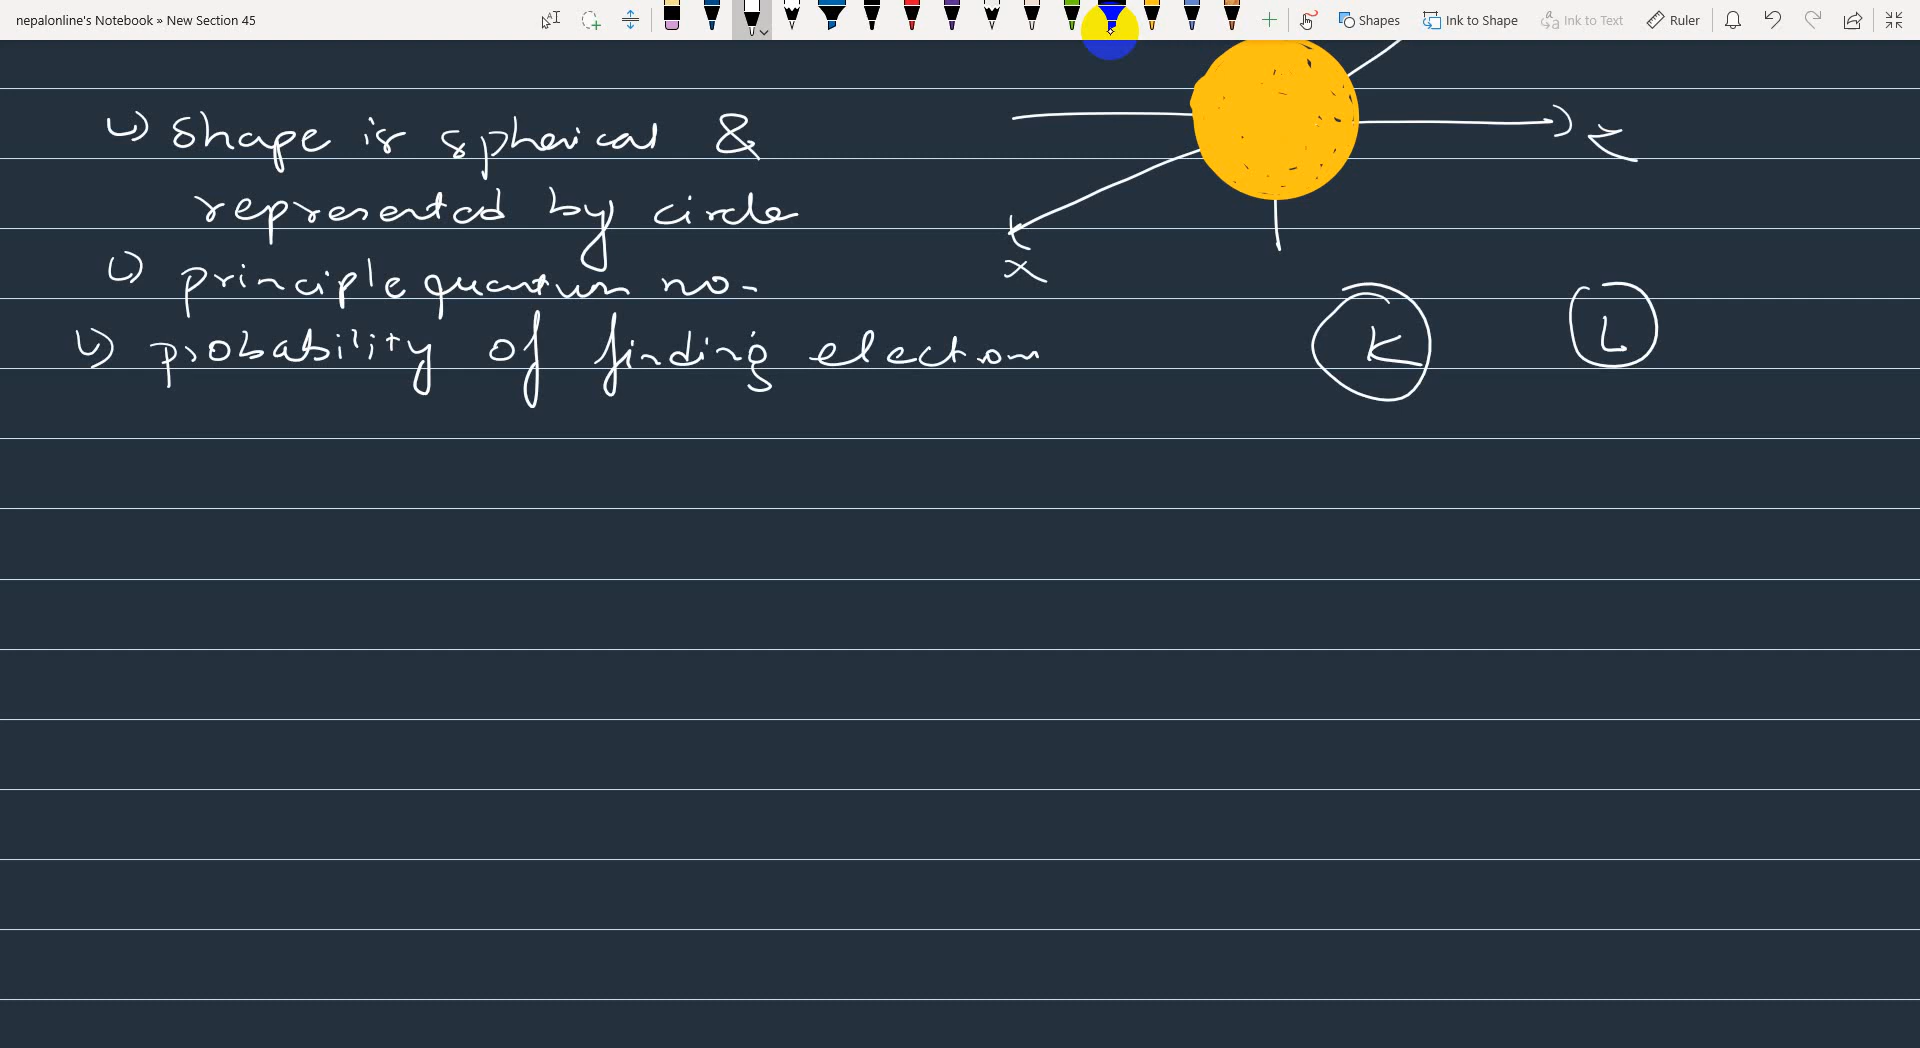 nepalonline's Notebook » New Section 45
Shapes
Ink to Shape
Ink to Text
Ruler
shape is spherical &
represented by circle
principle quantum no-
probability of finding electron
z
x
K
L